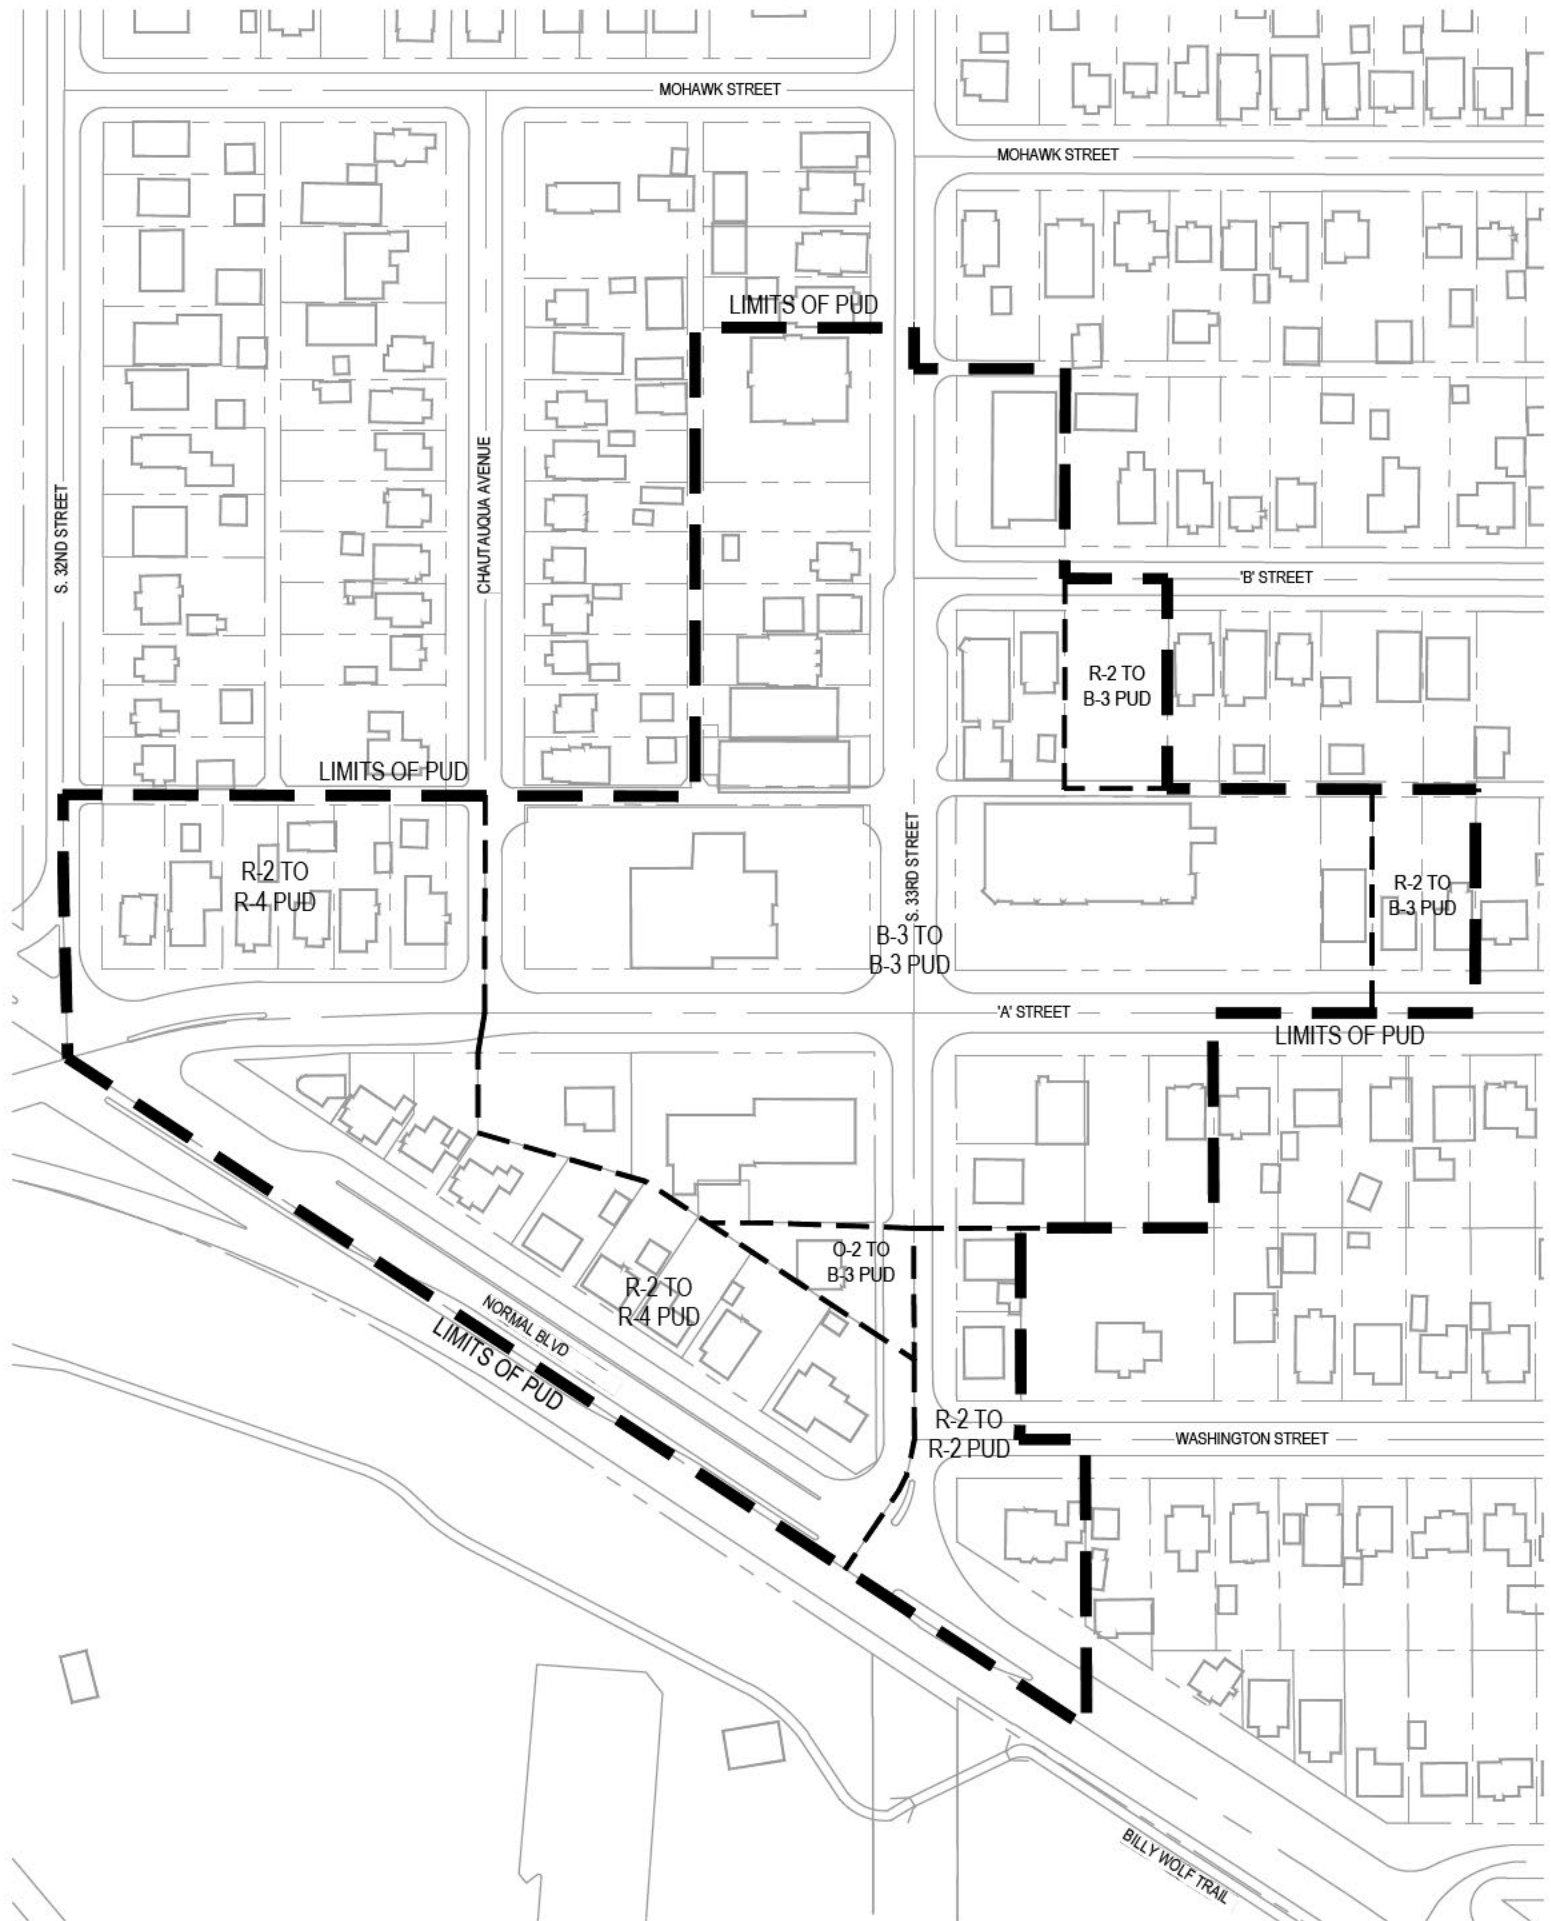 MOHAWK STREET
MOHAWK STREET
LIMITS OF PUD
S. 32ND STREET
CHAUTAUQUA AVENUE
'B' STREET
R-2 TO
B-3 PUD
LIMITS OF PUD
R-2 TO
R-4 PUD
S. 33RD STREET
R-2 TO
B-3 PUD
B-3 TO
B-3 PUD
'A' STREET
LIMITS OF PUD
O-2 TO
B-3 PUD
R-2 TO
R-4 PUD
NORMAL BLVD
LIMITS OF PUD
R-2 TO
R-2 PUD
WASHINGTON STREET
BILLY WOLF TRAIL